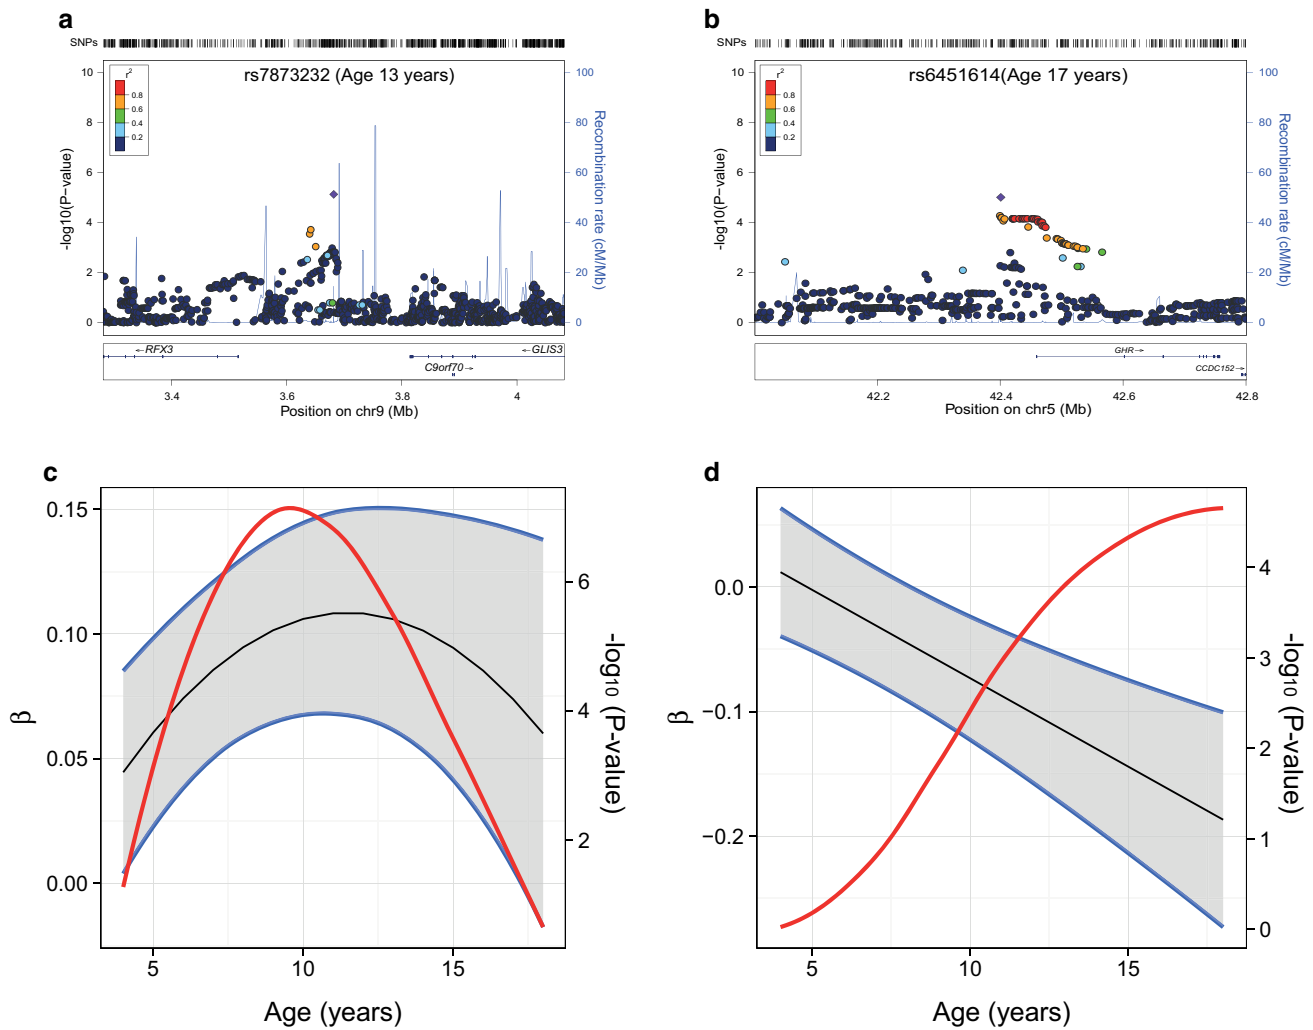 a
SNPs
rs7873232 (Age 13 years)
r2
0.8
0.6
0.4
0.2
10
8
6
4
2
0
-log10(P-value)
100
80
60
40
20
0
Recombination rate (cM/Mb)
←RFX3
←GLIS3
C9orf70→
3.4
3.6
3.8
4
Position on chr9 (Mb)
b
SNPs
rs6451614(Age 17 years)
r2
0.8
0.6
0.4
0.2
10
8
6
4
2
0
-log10(P-value)
100
80
60
40
20
0
Recombination rate (cM/Mb)
GHR→
CCDC152→
42.2
42.4
42.6
42.8
Position on chr5 (Mb)
c
0.15
0.10
0.05
0.00
β
6
4
2
-log10 (P-value)
5
10
15
Age (years)
d
0.0
−0.1
−0.2
β
4
3
2
1
0
-log10 (P-value)
5
10
15
Age (years)